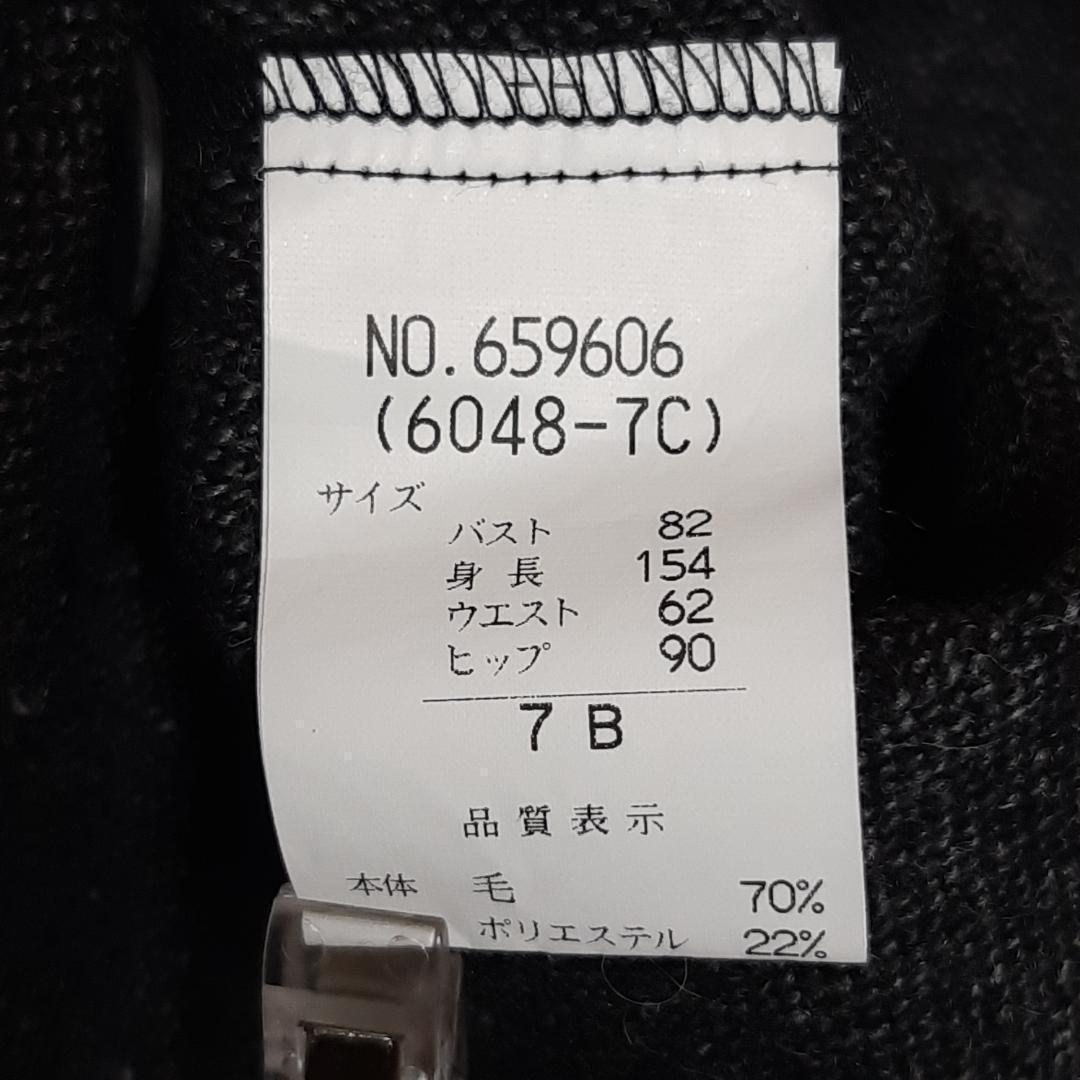 NO.659606
(6048-7C)
サイズ
バスト 82
身長 154
ウエスト 62
ヒップ 90
7 B
品質表示
本体 毛 70%
ポリエステル 22%